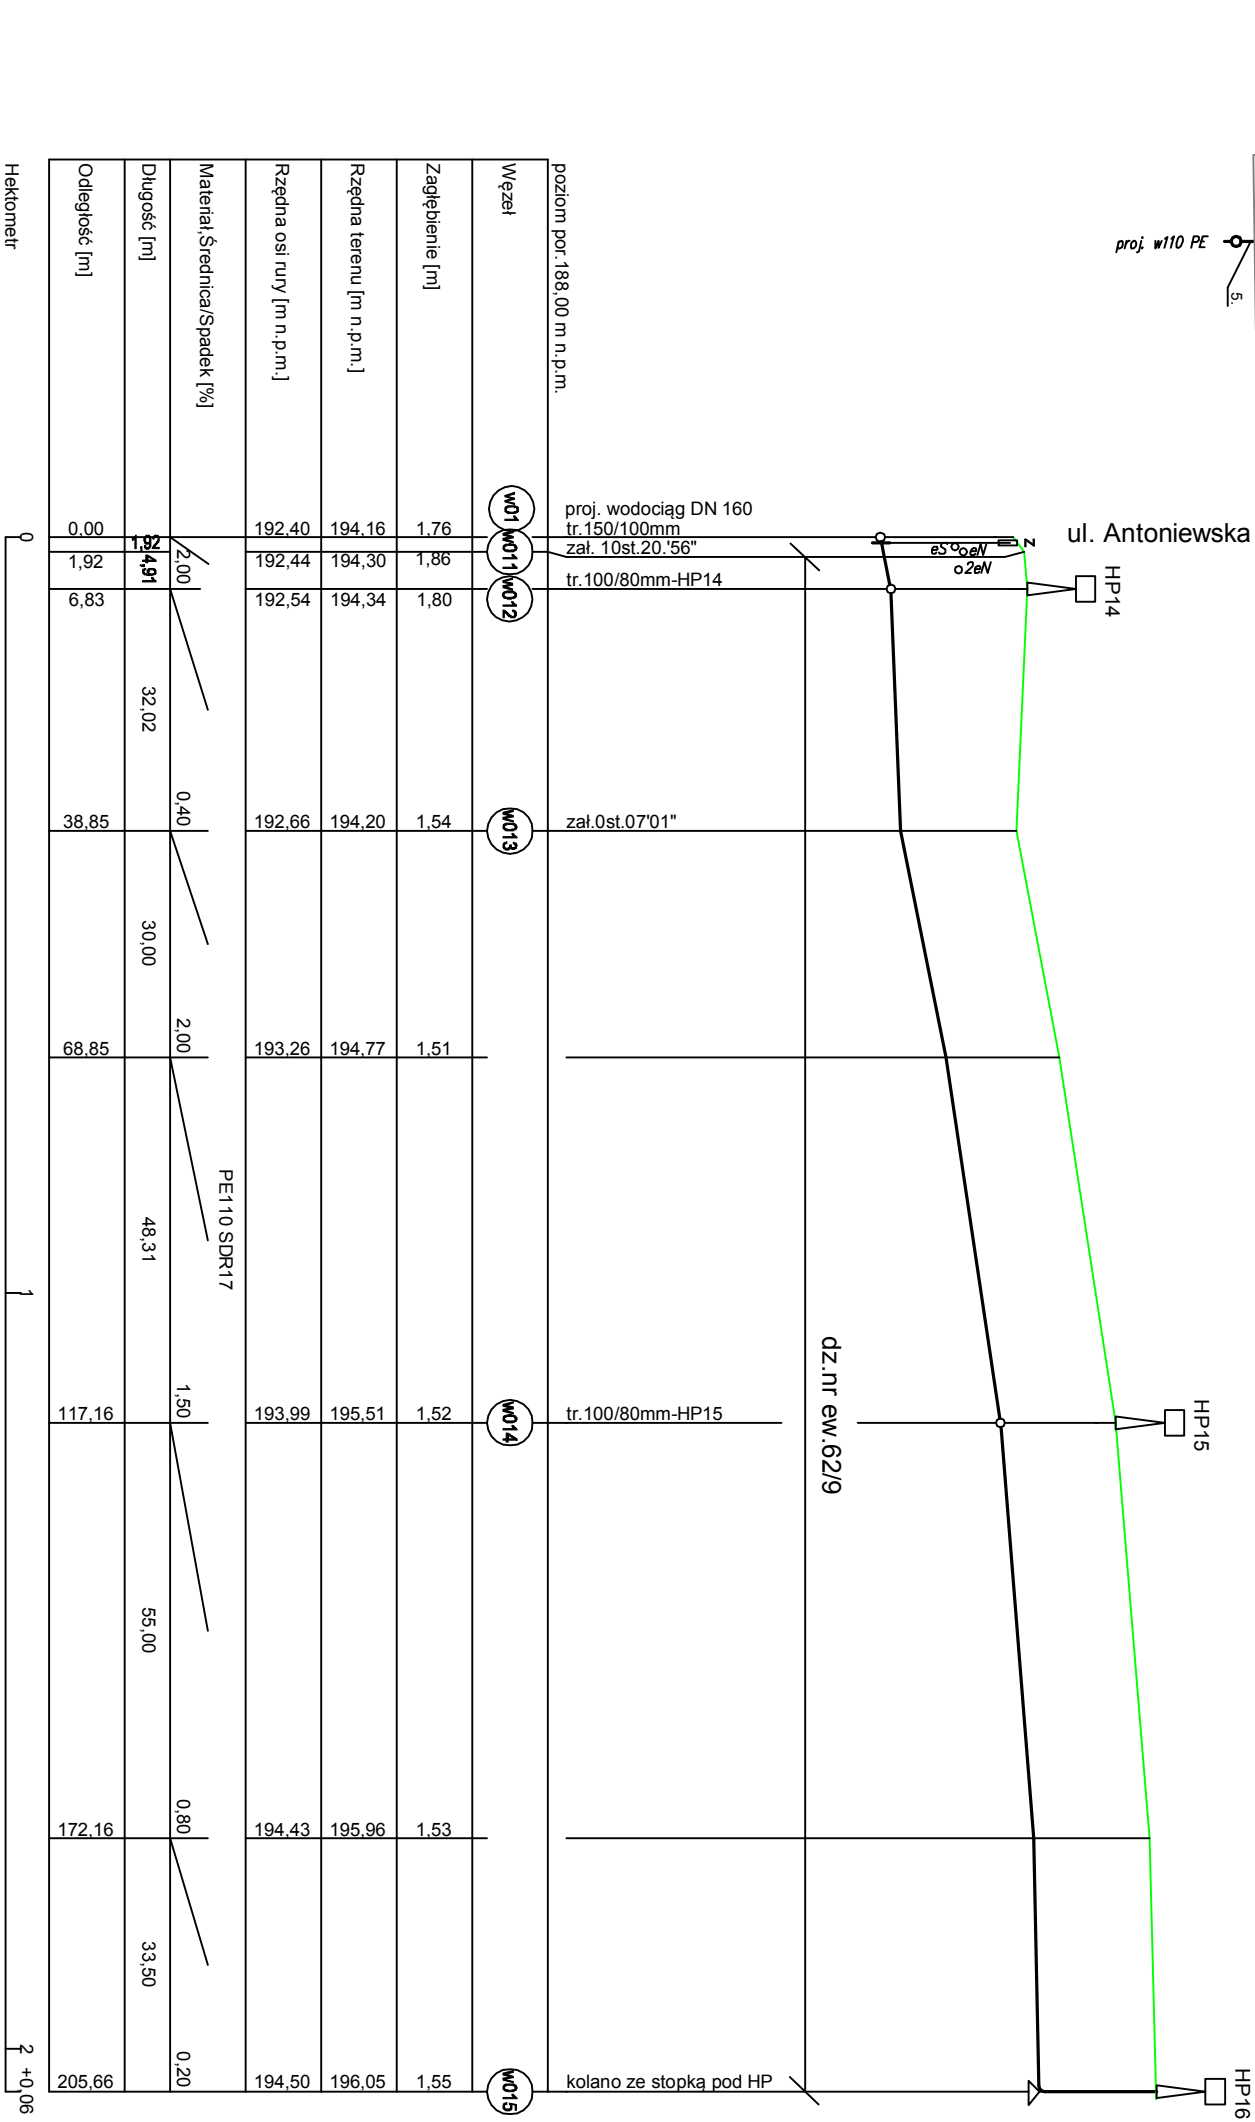 proj. w110 PE
5.
ul. Antoniewska
HP14
HP15
HP16
z
eS eN
2eN
dz.nr ew.62/9
poziom por.188,00 m n.p.m.
proj. wodociąg DN 160
tr.150/100mm
zał. 10st.20.'56"
tr.100/80mm-HP14
zał.0st.07'01"
tr.100/80mm-HP15
kolano ze stopką pod HP
Węzeł
w01
w011
w012
w013
w014
w015
Zagłębienie [m]
1,76
1,86
1,80
1,54
1,51
1,52
1,53
1,55
Rzędna terenu [m n.p.m.]
194,16
194,30
194,34
194,20
194,77
195,51
195,96
196,05
Rzędna osi rury [m n.p.m.]
192,40
192,44
192,54
192,66
193,26
193,99
194,43
194,50
Materiał,Średnica/Spadek [%]
PE110 SDR17
2,00
0,40
2,00
1,50
0,80
0,20
Długość [m]
1,92
4,91
32,02
30,00
48,31
55,00
33,50
Odległość [m]
0,00
1,92
6,83
38,85
68,85
117,16
172,16
205,66
Hektometr
0
1
2
+0,06